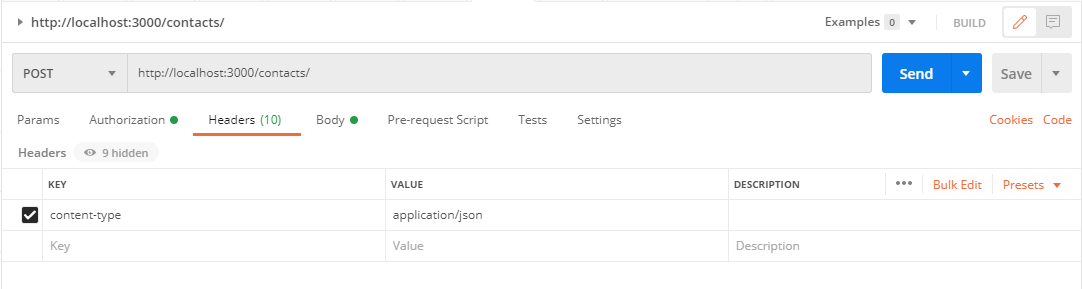 http://localhost:3000/contacts/ Examples 0 BUILD
POST http://localhost:3000/contacts/ Send Save
Params Authorization Headers (10) Body Pre-request Script Tests Settings Cookies Code
Headers 9 hidden
KEY VALUE DESCRIPTION ••• Bulk Edit Presets
content-type application/json
Key Value Description